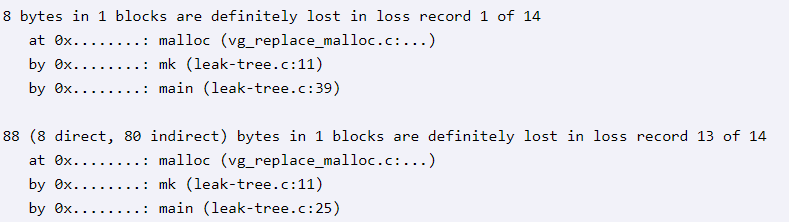 8 bytes in 1 blocks are definitely lost in loss record 1 of 14
   at 0x........: malloc (vg_replace_malloc.c:...)
   by 0x........: mk (leak-tree.c:11)
   by 0x........: main (leak-tree.c:39)

88 (8 direct, 80 indirect) bytes in 1 blocks are definitely lost in loss record 13 of 14
   at 0x........: malloc (vg_replace_malloc.c:...)
   by 0x........: mk (leak-tree.c:11)
   by 0x........: main (leak-tree.c:25)